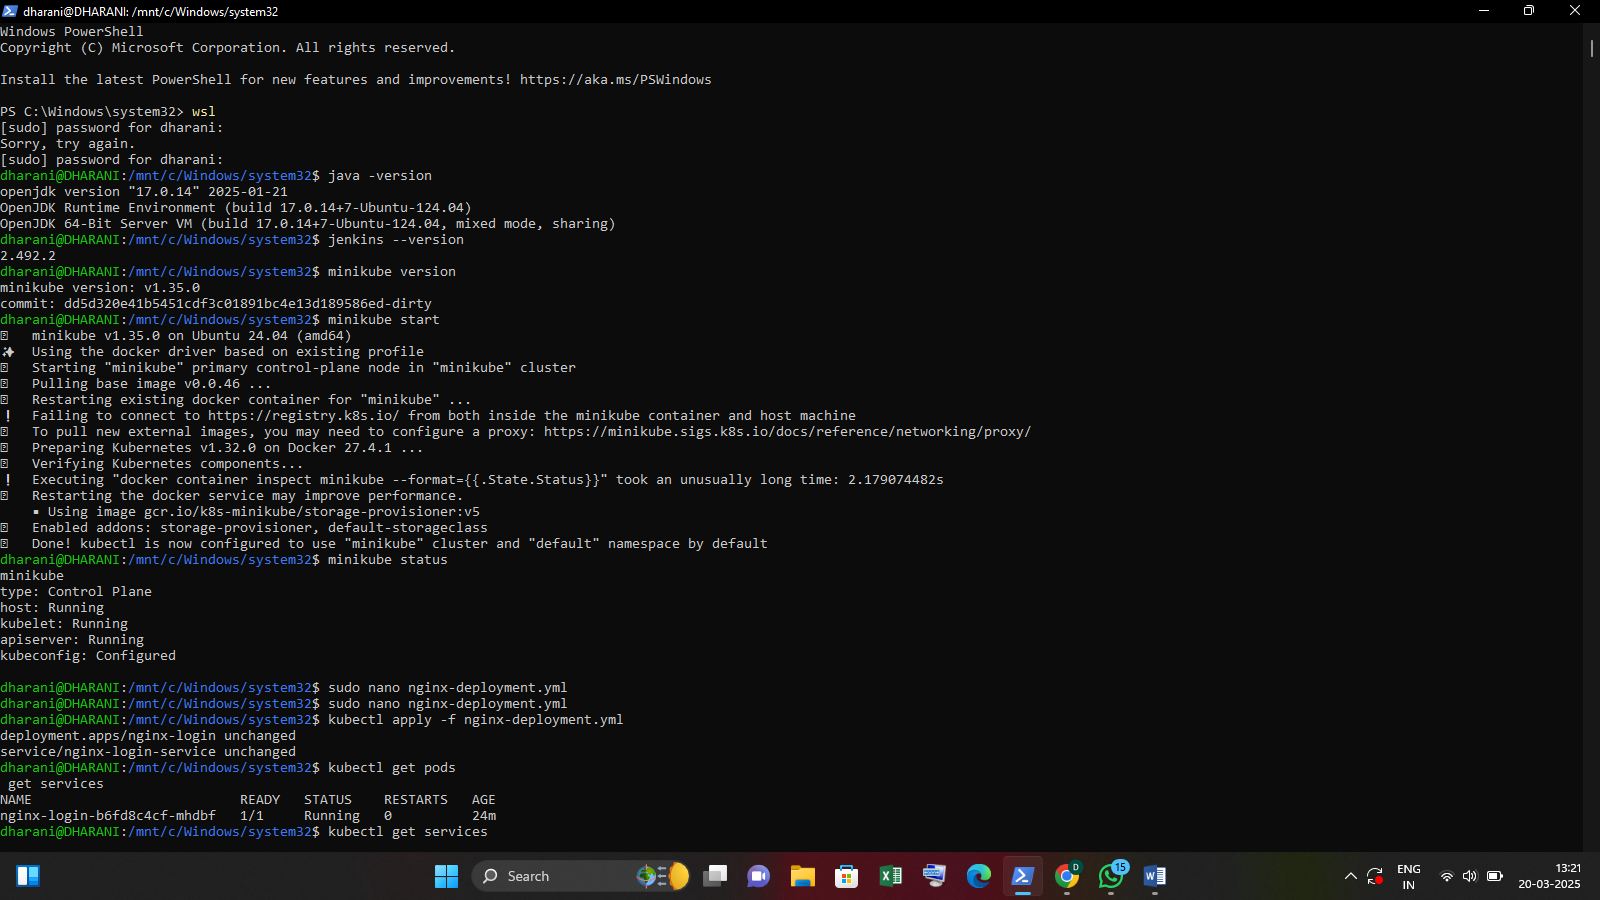 dharani@DHARANI: /mnt/c/Windows/system32
Windows PowerShell
Copyright (C) Microsoft Corporation. All rights reserved.
Install the latest PowerShell for new features and improvements! https://aka.ms/PSWindows
PS C:\Windows\system32> wsl
[sudo] password for dharani:
Sorry, try again.
[sudo] password for dharani:
dharani@DHARANI:/mnt/c/Windows/system32$ java -version
openjdk version "17.0.14" 2025-01-21
OpenJDK Runtime Environment (build 17.0.14+7-Ubuntu-124.04)
OpenJDK 64-Bit Server VM (build 17.0.14+7-Ubuntu-124.04, mixed mode, sharing)
dharani@DHARANI:/mnt/c/Windows/system32$ jenkins --version
2.492.2
dharani@DHARANI:/mnt/c/Windows/system32$ minikube version
minikube version: v1.35.0
commit: dd5d320e41b5451cdf3c01891bc4e13d189586ed-dirty
dharani@DHARANI:/mnt/c/Windows/system32$ minikube start
minikube v1.35.0 on Ubuntu 24.04 (amd64)
Using the docker driver based on existing profile
Starting "minikube" primary control-plane node in "minikube" cluster
Pulling base image v0.0.46 ...
Restarting existing docker container for "minikube" ...
! Failing to connect to https://registry.k8s.io/ from both inside the minikube container and host machine
To pull new external images, you may need to configure a proxy: https://minikube.sigs.k8s.io/docs/reference/networking/proxy/
Preparing Kubernetes v1.32.0 on Docker 27.4.1 ...
Verifying Kubernetes components...
! Executing "docker container inspect minikube --format={{.State.Status}}" took an unusually long time: 2.179074482s
Restarting the docker service may improve performance.
▪ Using image gcr.io/k8s-minikube/storage-provisioner:v5
Enabled addons: storage-provisioner, default-storageclass
Done! kubectl is now configured to use "minikube" cluster and "default" namespace by default
dharani@DHARANI:/mnt/c/Windows/system32$ minikube status
minikube
type: Control Plane
host: Running
kubelet: Running
apiserver: Running
kubeconfig: Configured
dharani@DHARANI:/mnt/c/Windows/system32$ sudo nano nginx-deployment.yml
dharani@DHARANI:/mnt/c/Windows/system32$ sudo nano nginx-deployment.yml
dharani@DHARANI:/mnt/c/Windows/system32$ kubectl apply -f nginx-deployment.yml
deployment.apps/nginx-login unchanged
service/nginx-login-service unchanged
dharani@DHARANI:/mnt/c/Windows/system32$ kubectl get pods
get services
NAME READY STATUS RESTARTS AGE
nginx-login-b6fd8c4cf-mhdbf 1/1 Running 0 24m
dharani@DHARANI:/mnt/c/Windows/system32$ kubectl get services
Search
D
15
ENG
IN
13:21
20-03-2025